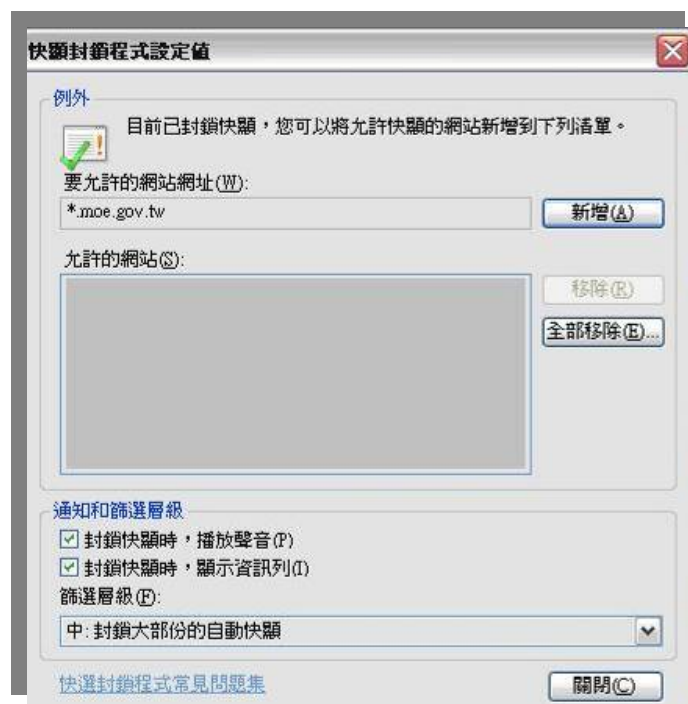 快顯封鎖程式設定值
例外
目前已封鎖快顯，您可以將允許快顯的網站新增到下列清單。
要允許的網站網址(W):
*.moe.gov.tw
新增(A)
允許的網站(S):
移除(R)
全部移除(E)...
通知和篩選層級
封鎖快顯時，播放聲音(P)
封鎖快顯時，顯示資訊列(I)
篩選層級(F):
中: 封鎖大部份的自動快顯
快選封鎖程式常見問題集
關閉(C)